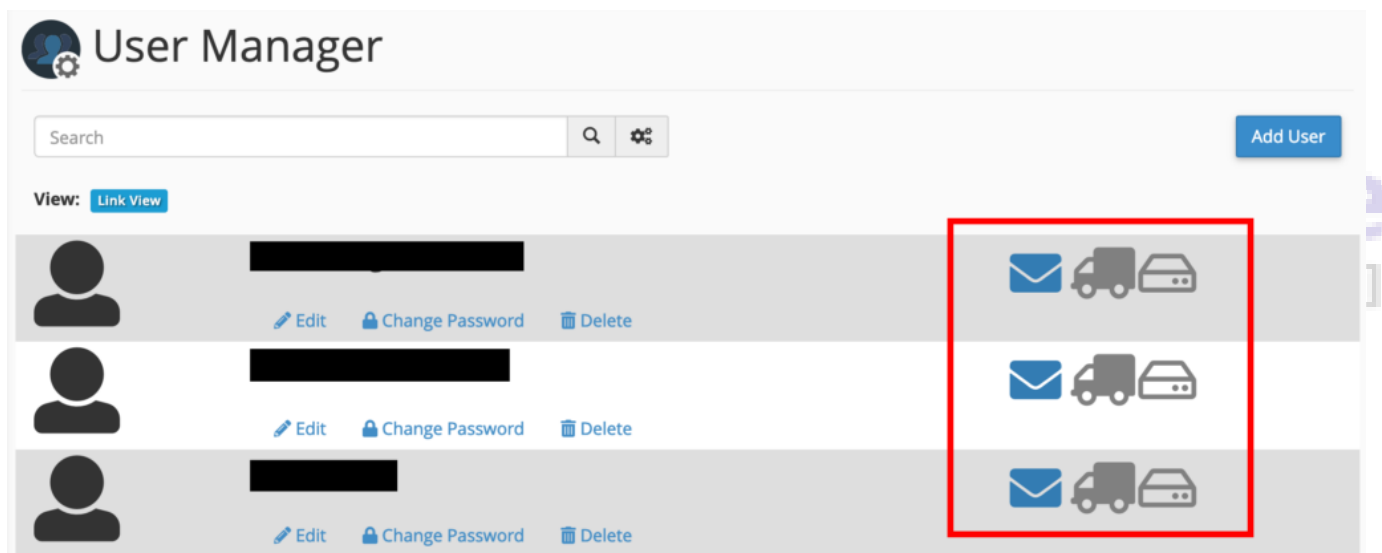 User Manager
Search
Add User
View: Link View
Edit Change Password Delete
Edit Change Password Delete
Edit Change Password Delete